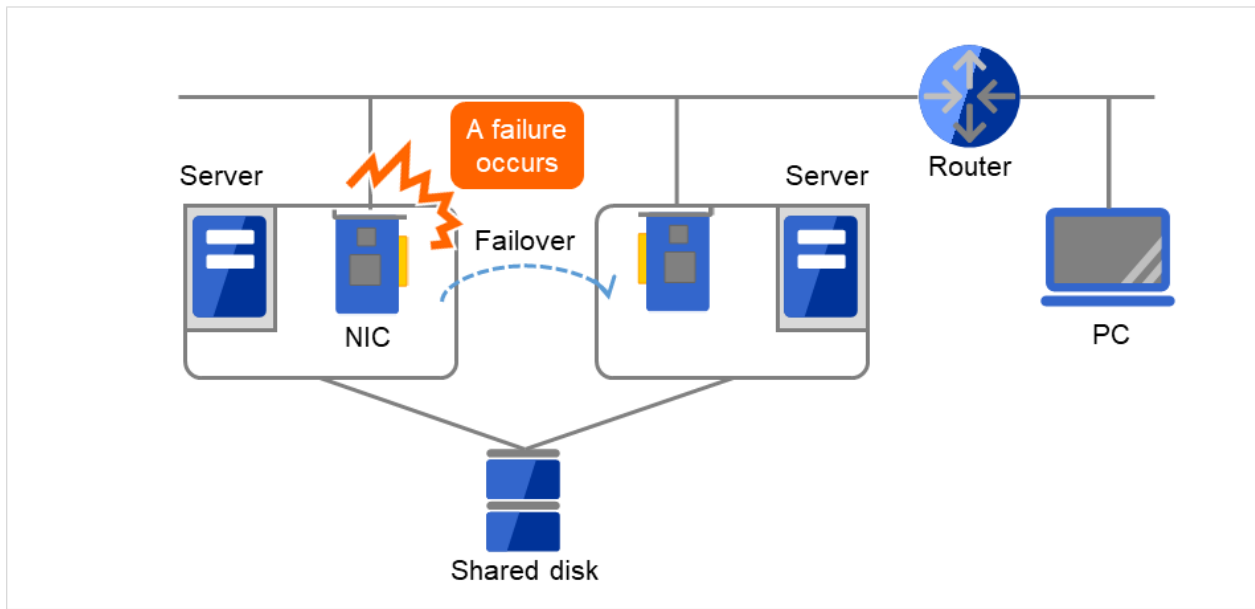 A failure
occurs
Server
Server
Router
Failover
NIC
PC
Shared disk